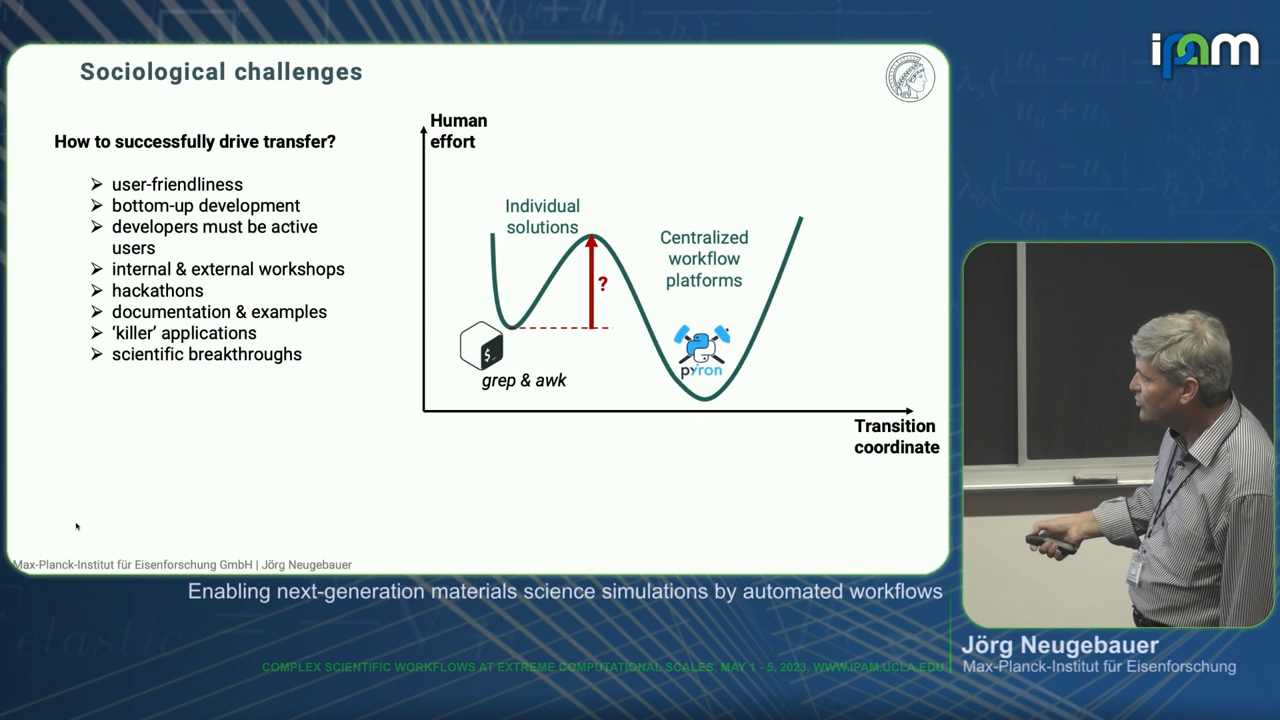 ipam
Sociological challenges
How to successfully drive transfer?
➢ user-friendliness
➢ bottom-up development
➢ developers must be active
users
➢ internal & external workshops
➢ hackathons
➢ documentation & examples
➢ ‘killer’ applications
➢ scientific breakthroughs
Human
effort
Individual
solutions
Centralized
workflow
platforms
?
$_
grep & awk
pyiron
Transition
coordinate
Max-Planck-Institut für Eisenforschung GmbH | Jörg Neugebauer
Enabling next-generation materials science simulations by automated workflows
Jörg Neugebauer
Max-Planck-Institut für Eisenforschung
COMPLEX SCIENTIFIC WORKFLOWS AT EXTREME COMPUTATIONAL SCALES, MAY 1 - 5, 2023, WWW.IPAM.UCLA.EDU
elastic